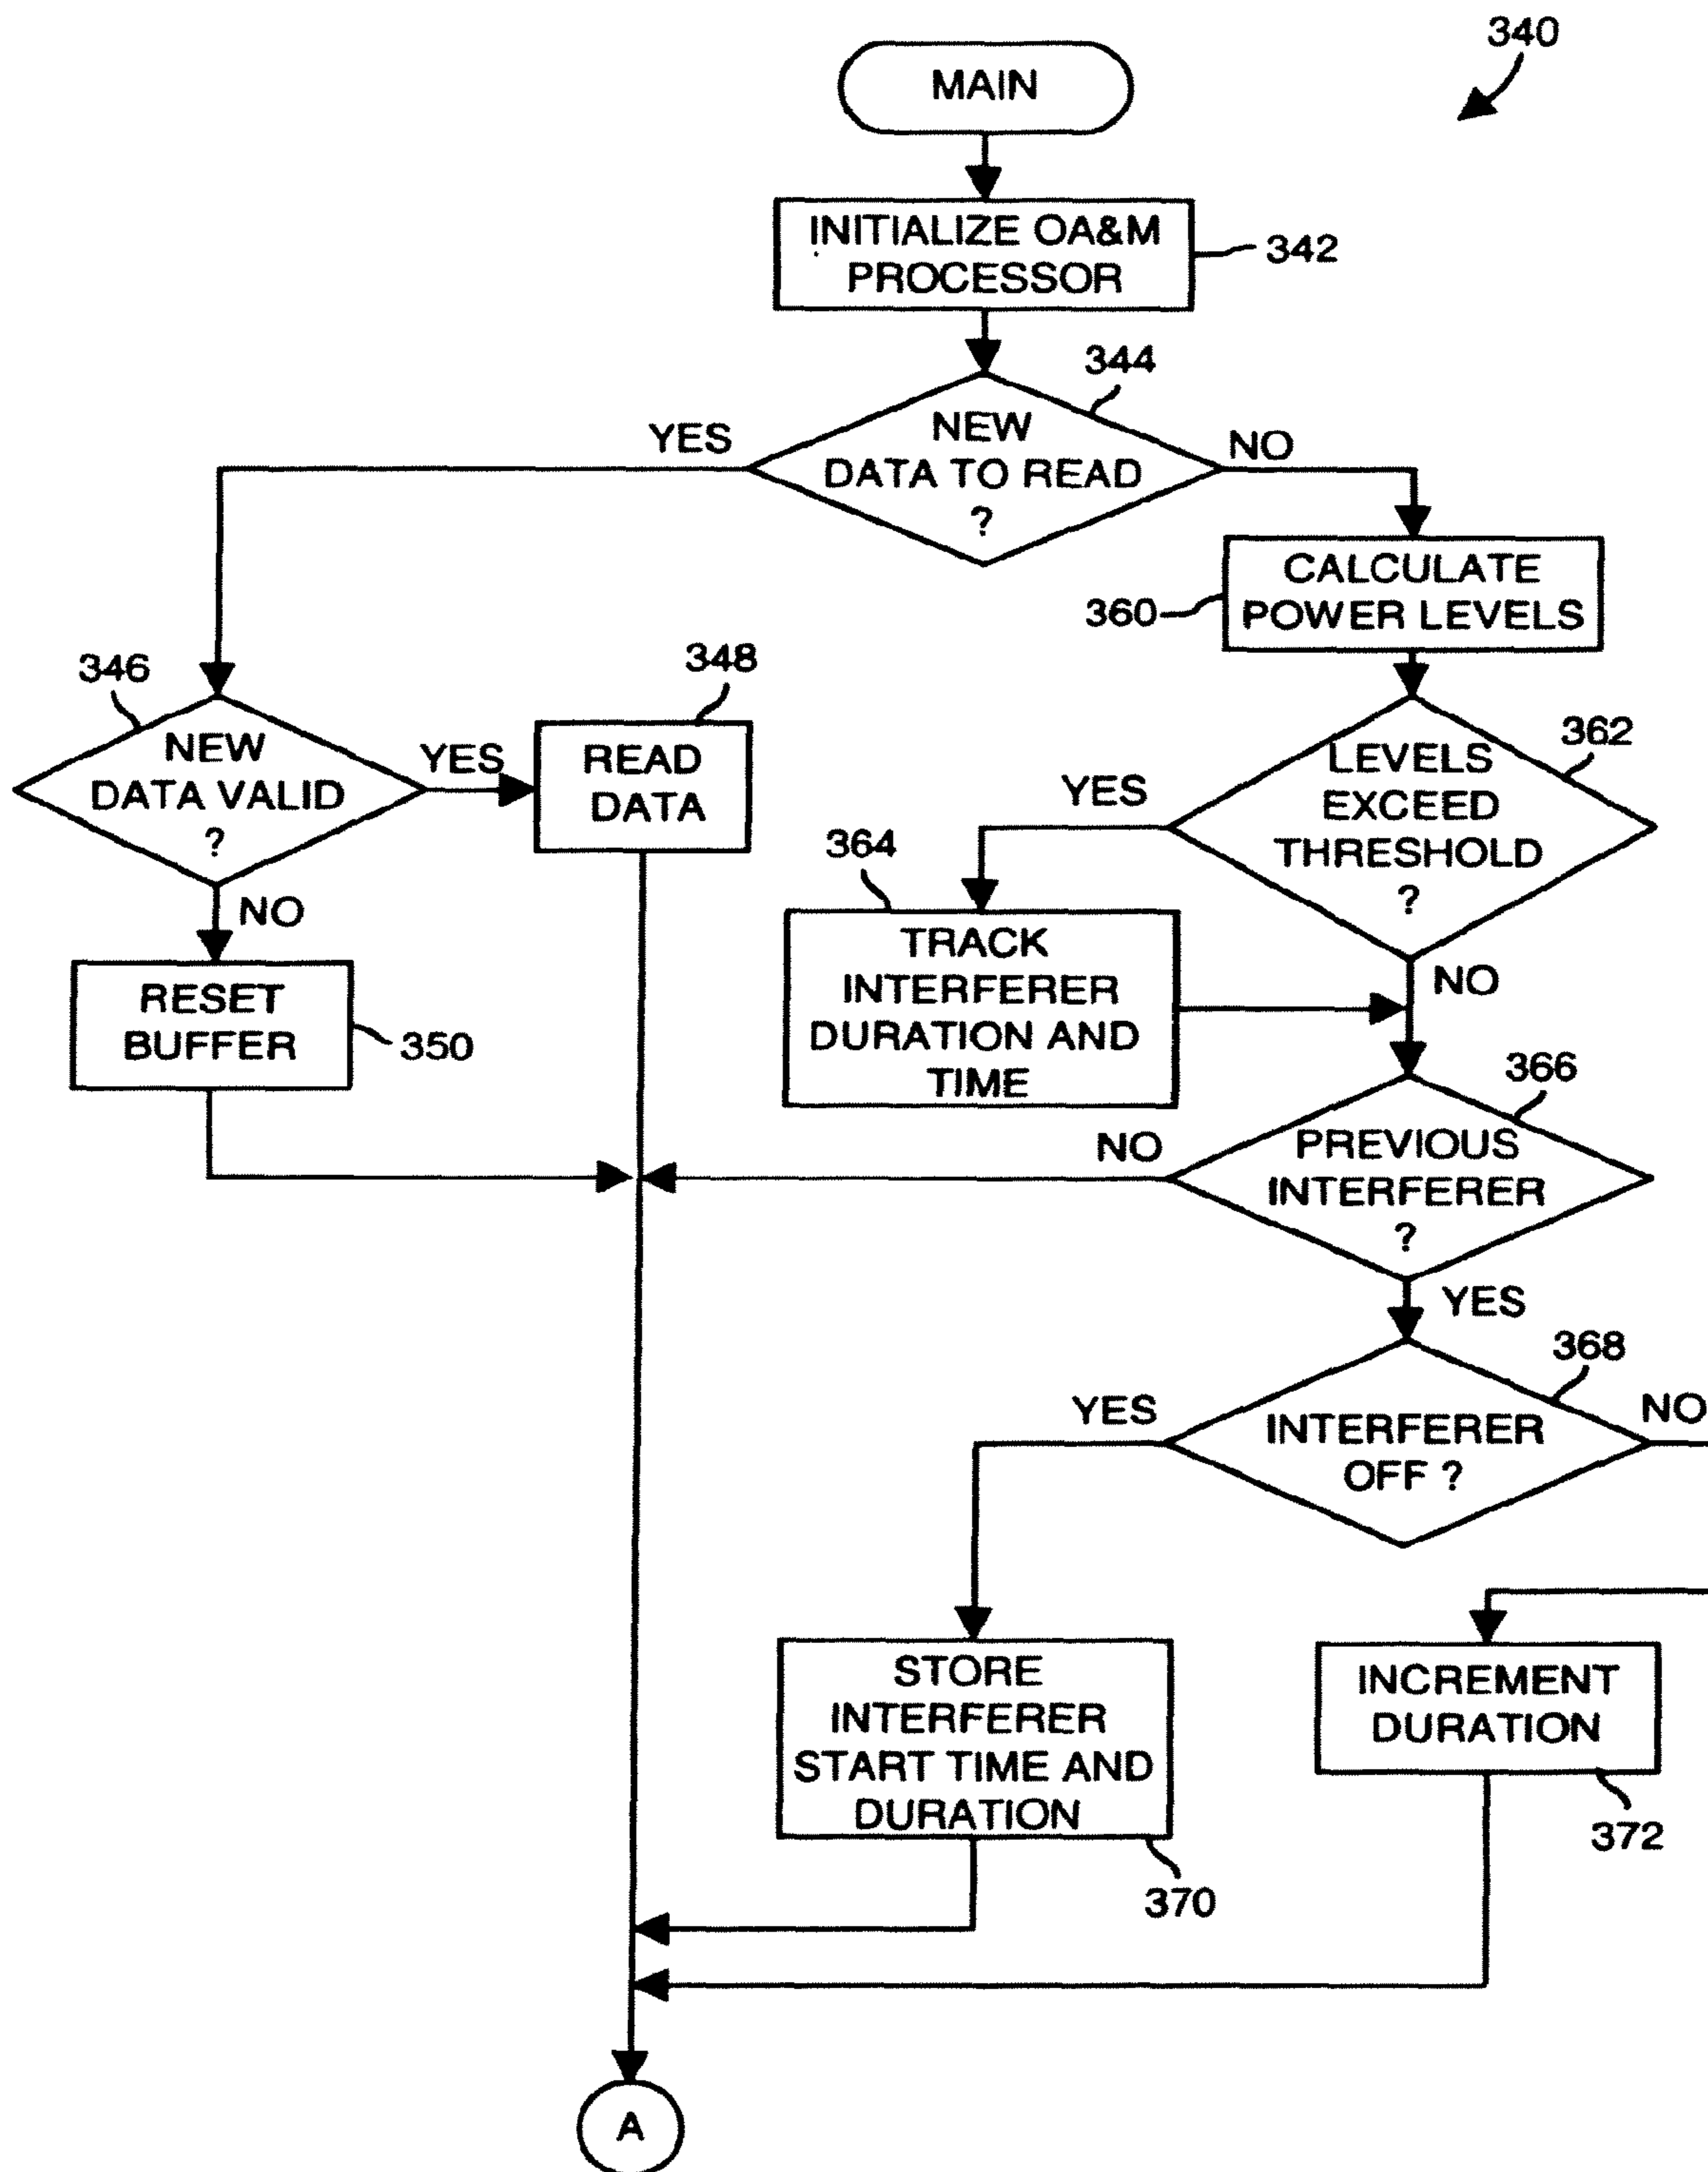 340
MAIN
INITIALIZE OA&M
PROCESSOR
342
344
NEW
DATA TO READ
?
YES
NO
CALCULATE
POWER LEVELS
360
346
NEW
DATA VALID
?
YES
348
READ
DATA
NO
RESET
BUFFER
350
362
LEVELS
EXCEED
THRESHOLD
?
YES
NO
364
TRACK
INTERFERER
DURATION AND
TIME
366
PREVIOUS
INTERFERER
?
NO
YES
368
INTERFERER
OFF ?
YES
NO
STORE
INTERFERER
START TIME AND
DURATION
370
INCREMENT
DURATION
372
A